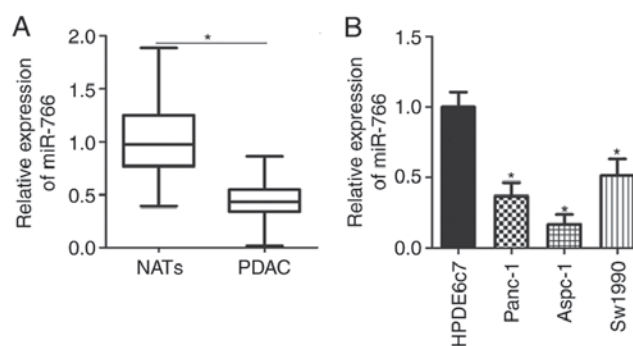 A
Relative expression
of miR-766
2.0
1.5
1.0
0.5
0.0
*
NATs
PDAC
B
Relative expression
of miR-766
1.5
1.0
0.5
0.0
*
*
*
HPDE6c7
Panc-1
Aspc-1
Sw1990